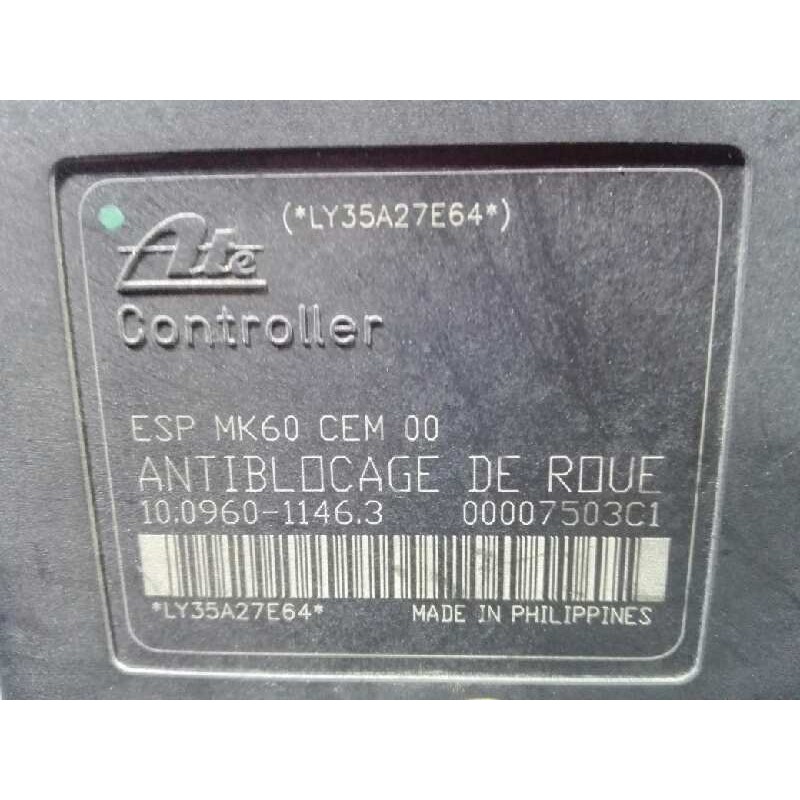 (*LY35A27E64*)
Ate
Controller
ESP MK60 CEM 00
ANTIBLOCAGE DE ROUE
10.0960-1146.3 00007503C1
*LY35A27E64* MADE IN PHILIPPINES